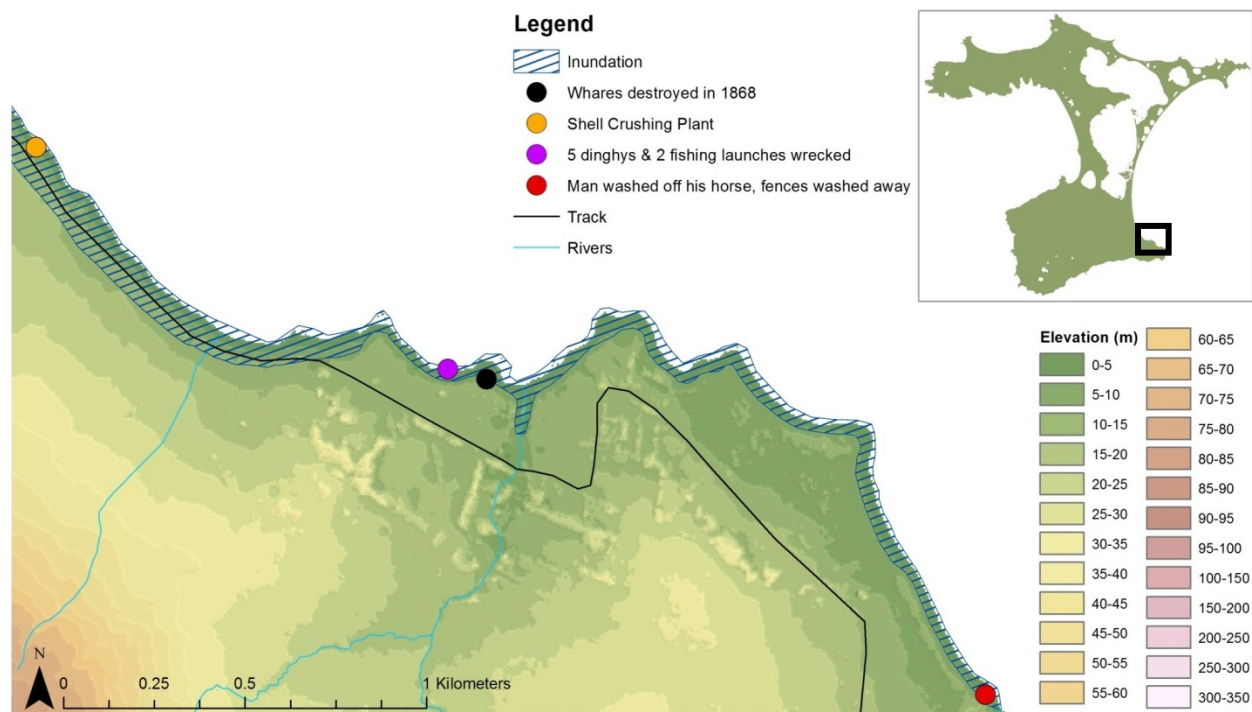 Legend
Inundation
Whares destroyed in 1868
Shell Crushing Plant
5 dinghys & 2 fishing launches wrecked
Man washed off his horse, fences washed away
Track
Rivers
Elevation (m)
0-5
5-10
10-15
15-20
20-25
25-30
30-35
35-40
40-45
45-50
50-55
55-60
60-65
65-70
70-75
75-80
80-85
85-90
90-95
95-100
100-150
150-200
200-250
250-300
300-350
N
0 0.25 0.5 1 Kilometers